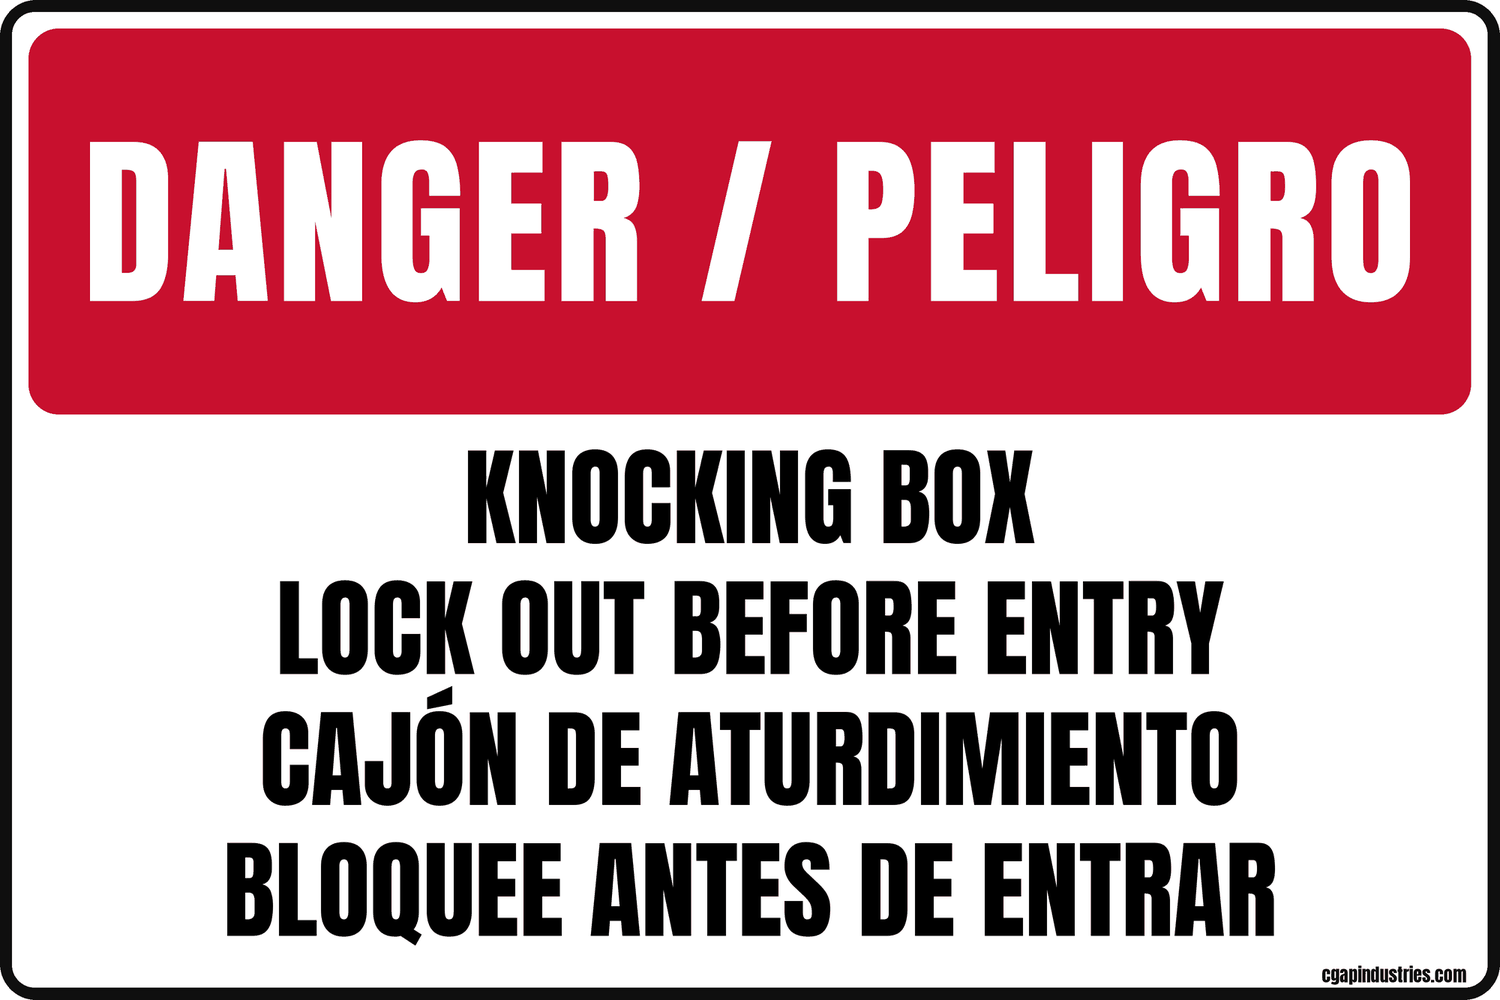 DANGER / PELIGRO
KNOCKING BOX
LOCK OUT BEFORE ENTRY
CAJÓN DE ATURDIMIENTO
BLOQUEE ANTES DE ENTRAR
cgapindustries.com